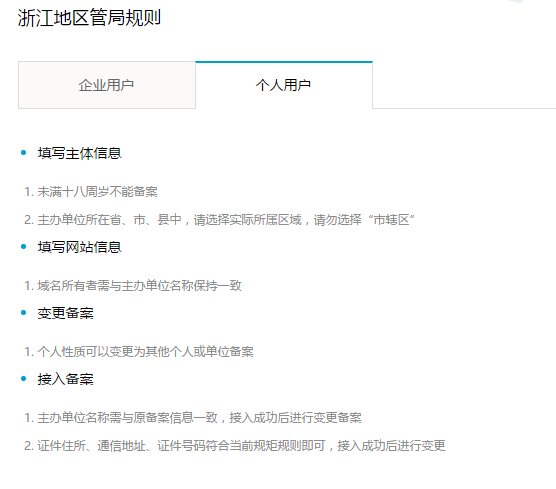 浙江地区管局规则
企业用户
个人用户
填写主体信息
1. 未满十八周岁不能备案
2. 主办单位所在省、市、县中，请选择实际所属区域，请勿选择“市辖区”
填写网站信息
1. 域名所有者需与主办单位名称保持一致
变更备案
1. 个人性质可以变更为其他个人或单位备案
接入备案
1. 主办单位名称需与原备案信息一致，接入成功后进行变更备案
2. 证件住所、通信地址、证件号码符合当前规矩规则即可，接入成功后进行变更